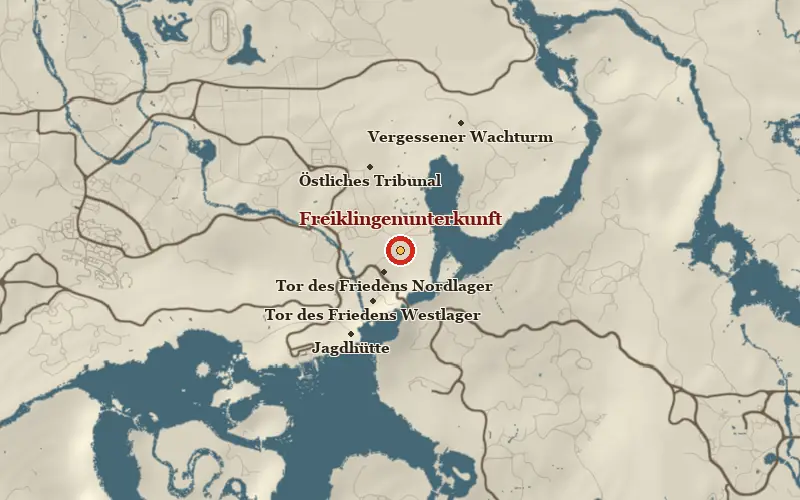 Vergessener Wachturm
Östliches Tribunal
Freiklingenunterkunft
Tor des Friedens Nordlager
Tor des Friedens Westlager
Jagdhütte